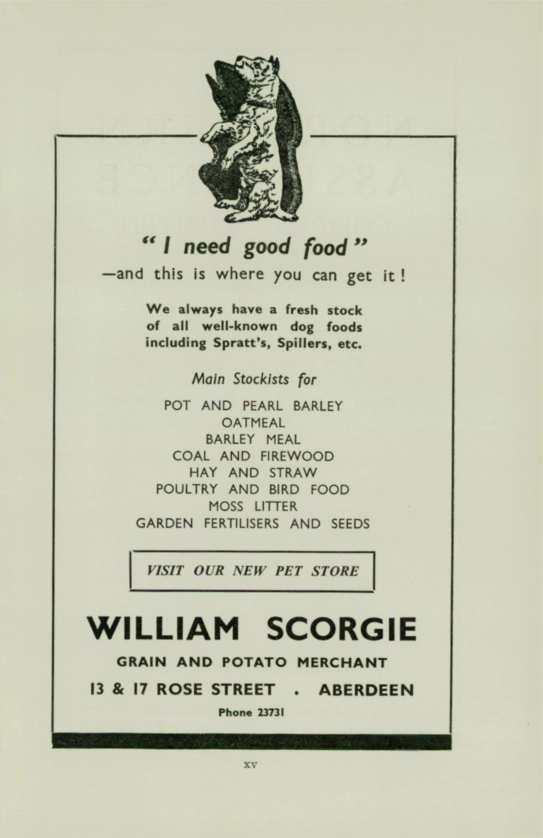 “ I need good food ”
—and this is where you can get it !
We always have a fresh stock
of all well-known dog foods
including Spratt's, Spillers, etc.
Main Stockists for
POT AND PEARL BARLEY
OATMEAL
BARLEY MEAL
COAL AND FIREWOOD
HAY AND STRAW
POULTRY AND BIRD FOOD
MOSS LITTER
GARDEN FERTILISERS AND SEEDS
VISIT OUR NEW PET STORE
WILLIAM SCORGIE
GRAIN AND POTATO MERCHANT
13 & 17 ROSE STREET . ABERDEEN
Phone 23731
xv